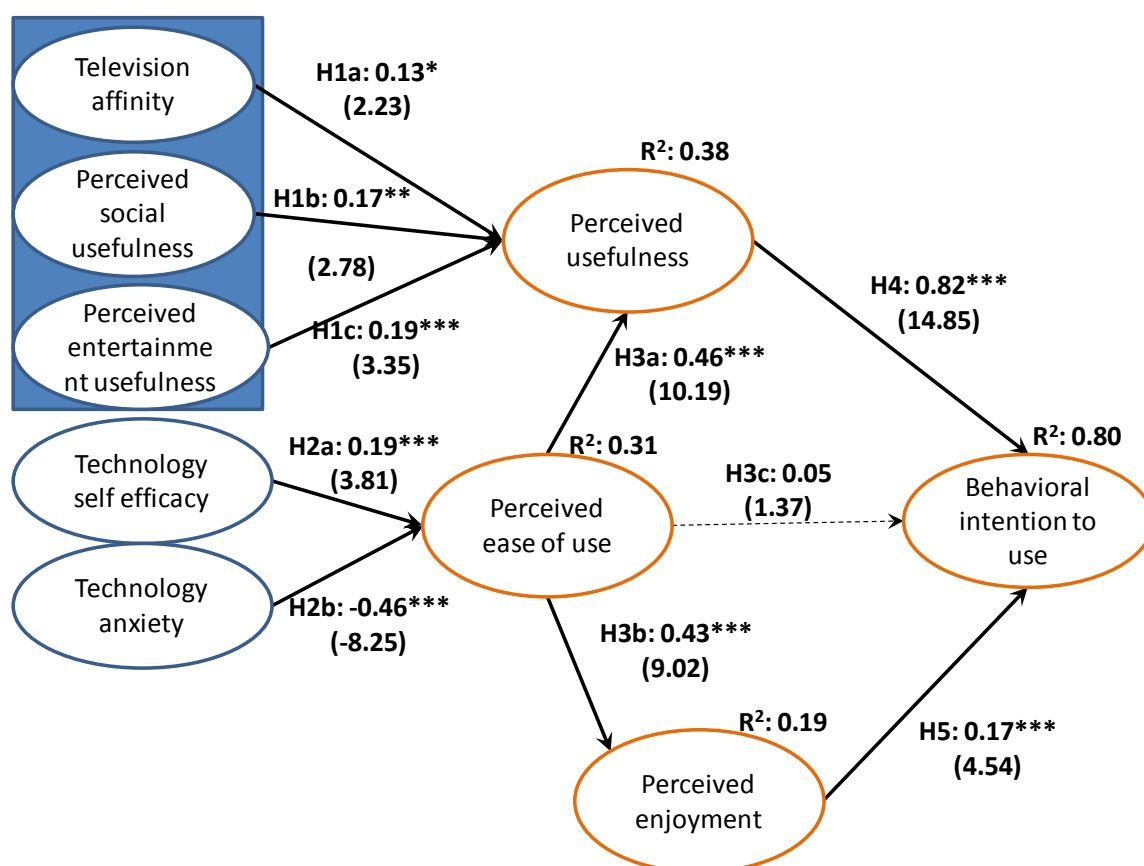 Television
affinity
H1a: 0.13*
(2.23)
R²: 0.38
Perceived
social
usefulness
H1b: 0.17**
(2.78)
Perceived
usefulness
Perceived
entertainme
nt usefulness
H1c: 0.19***
(3.35)
H4: 0.82***
(14.85)
H3a: 0.46***
(10.19)
Technology
self efficacy
H2a: 0.19***
(3.81)
R²: 0.31
R²: 0.80
Perceived
ease of use
H3c: 0.05
(1.37)
Behavioral
intention to
use
Technology
anxiety
H2b: -0.46***
(-8.25)
H3b: 0.43***
(9.02)
R²: 0.19
H5: 0.17***
(4.54)
Perceived
enjoyment